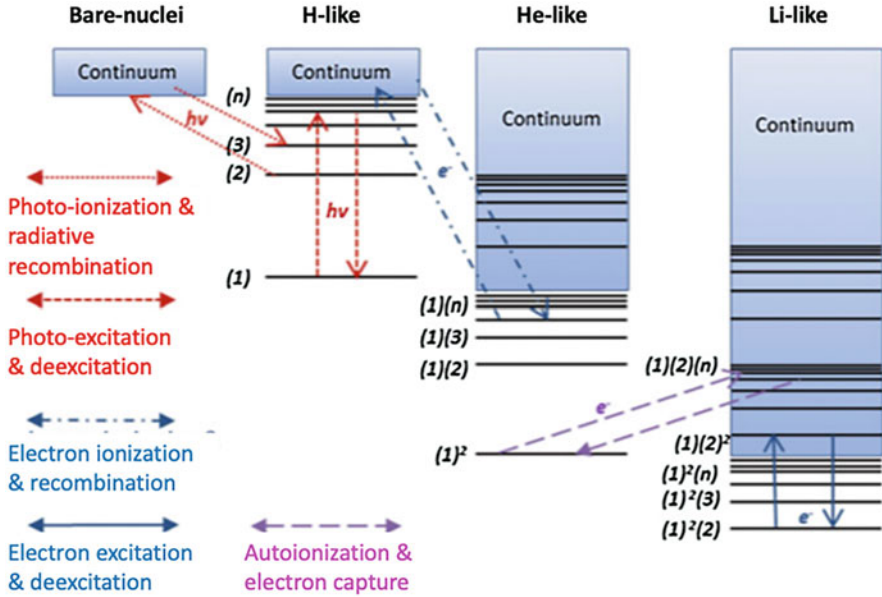 Bare-nuclei
H-like
He-like
Li-like
Continuum
Continuum
Continuum
Continuum
(n)
(3)
(2)
(1)
hν
hν
e-
(1)(n)
(1)(3)
(1)(2)
(1)²
e-
(1)(2)(n)
(1)(2)²
(1)²(n)
(1)²(3)
(1)²(2)
e-
Photo-ionization &
radiative
recombination
Photo-excitation
& deexcitation
Electron ionization
& recombination
Electron excitation
& deexcitation
Autoionization &
electron capture